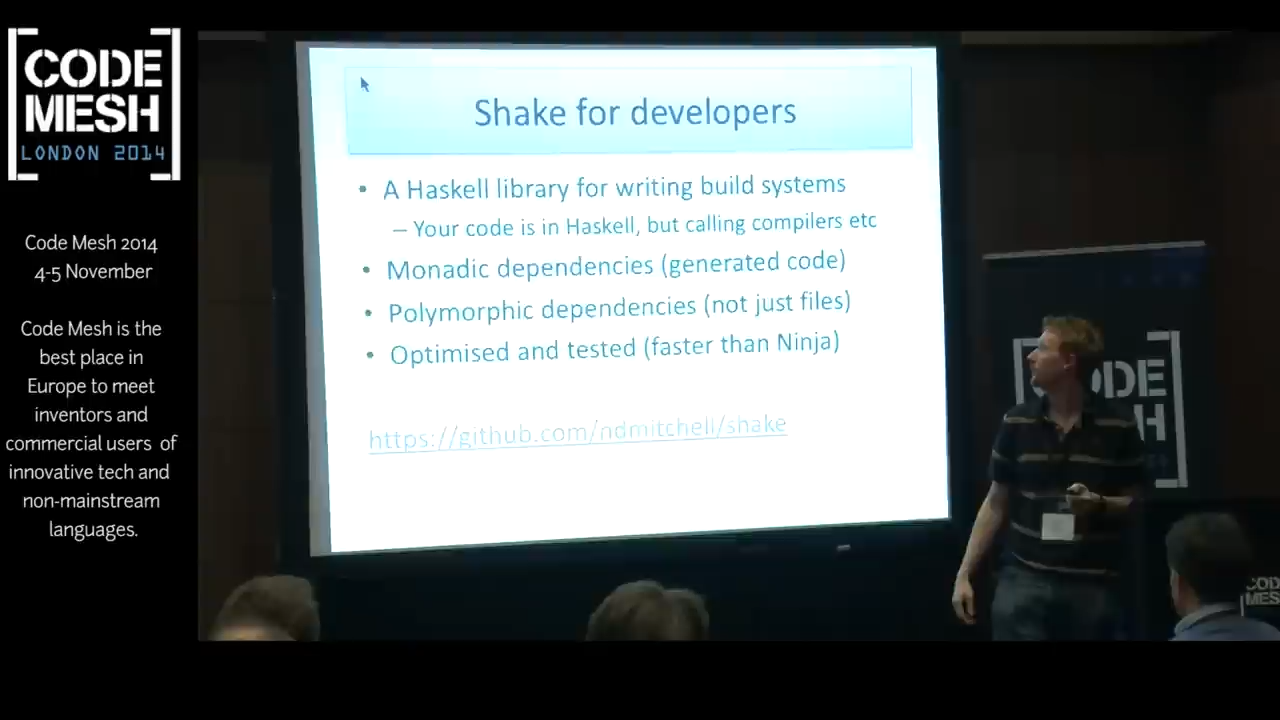 CODE
MESH
LONDON 2014
Code Mesh 2014
4-5 November
Code Mesh is the
best place in
Europe to meet
inventors and
commercial users of
innovative tech and
non-mainstream
languages.
Shake for developers
• A Haskell library for writing build systems
– Your code is in Haskell, but calling compilers etc
• Monadic dependencies (generated code)
• Polymorphic dependencies (not just files)
• Optimised and tested (faster than Ninja)
https://github.com/ndmitchell/shake
ODE
H
COD
MES